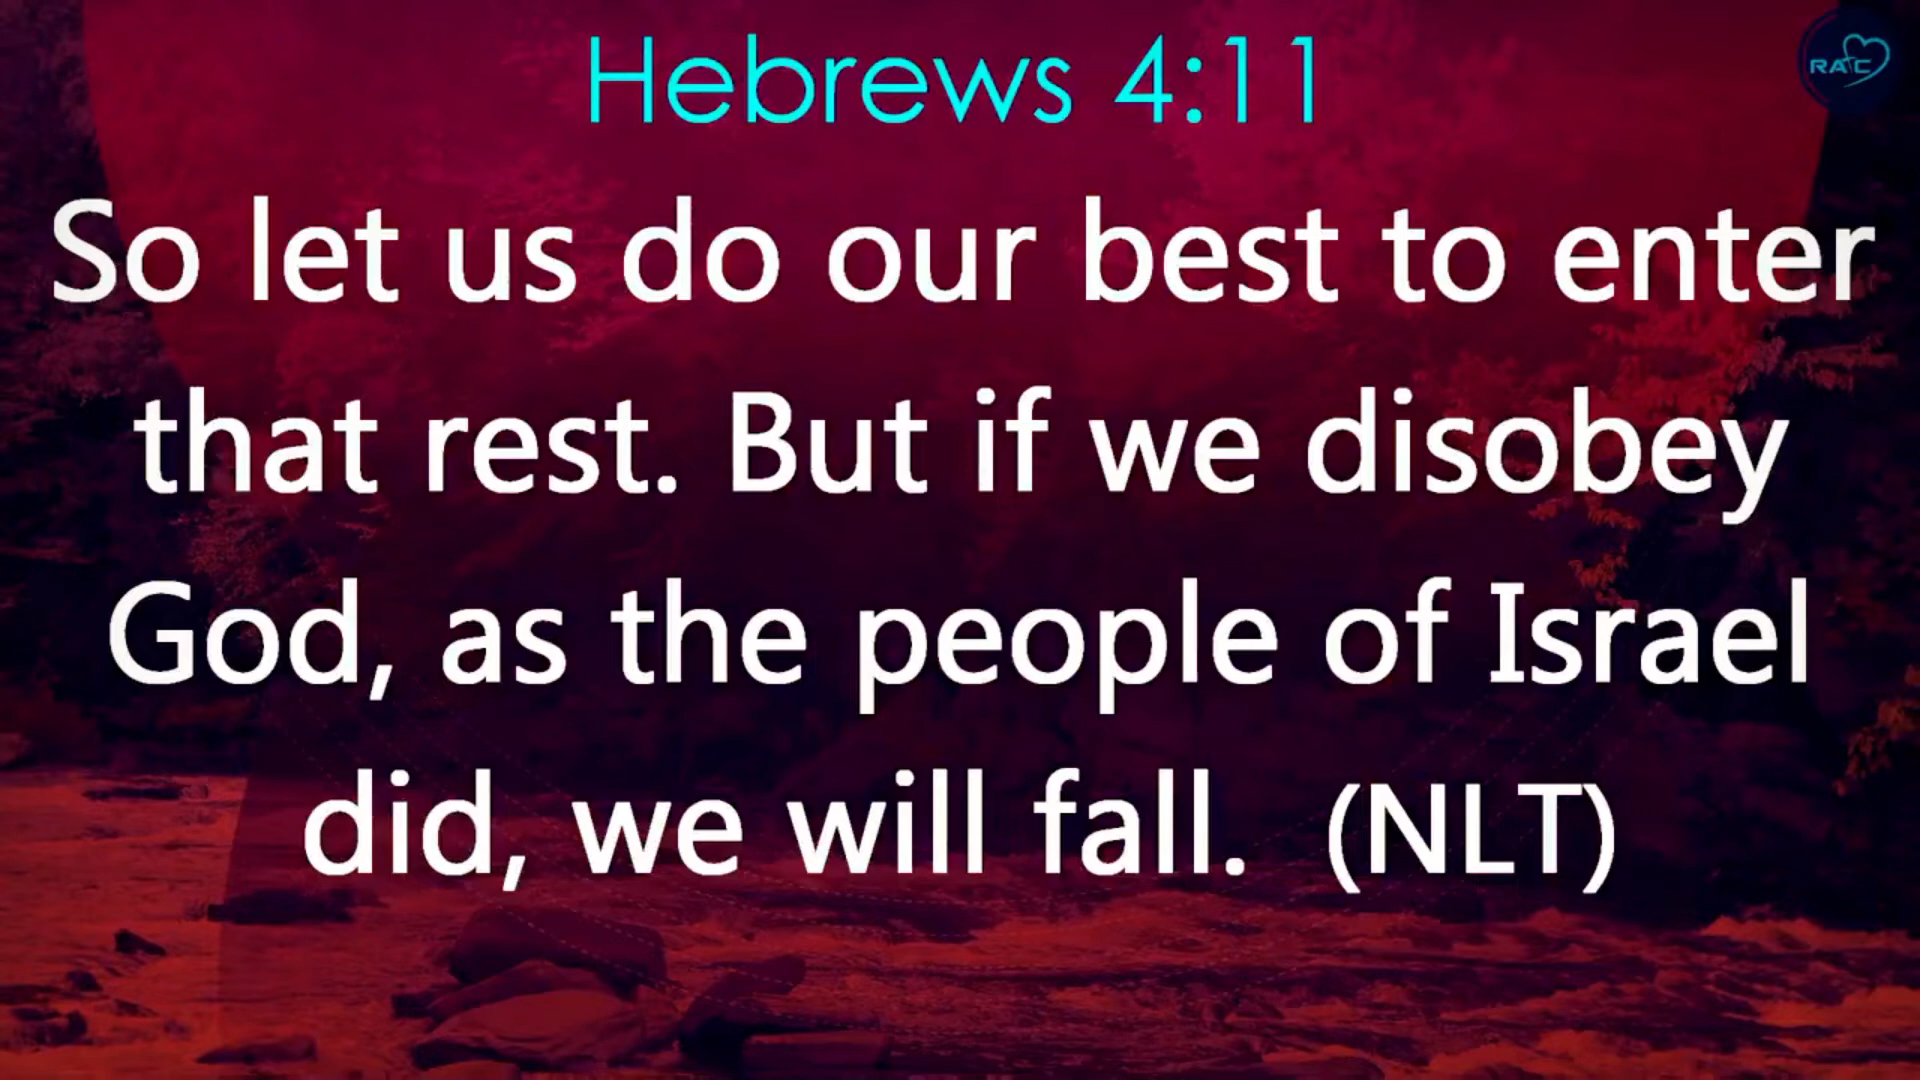 Hebrews 4:11
RATC
So let us do our best to enter
that rest. But if we disobey
God, as the people of Israel
did, we will fall.  (NLT)